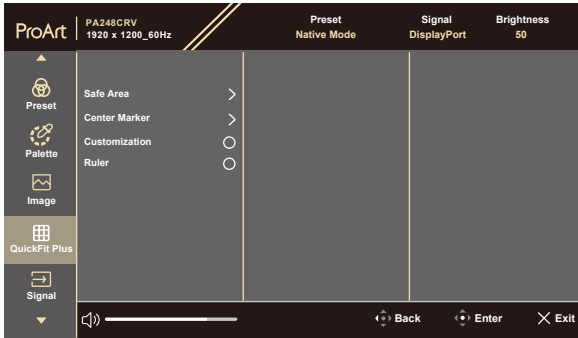 ProArt
PA248CRV
1920 x 1200_60Hz
Preset
Native Mode
Signal
DisplayPort
Brightness
50
Preset
Palette
Image
QuickFit Plus
Signal
Safe Area
Center Marker
Customization
Ruler
Back
Enter
Exit